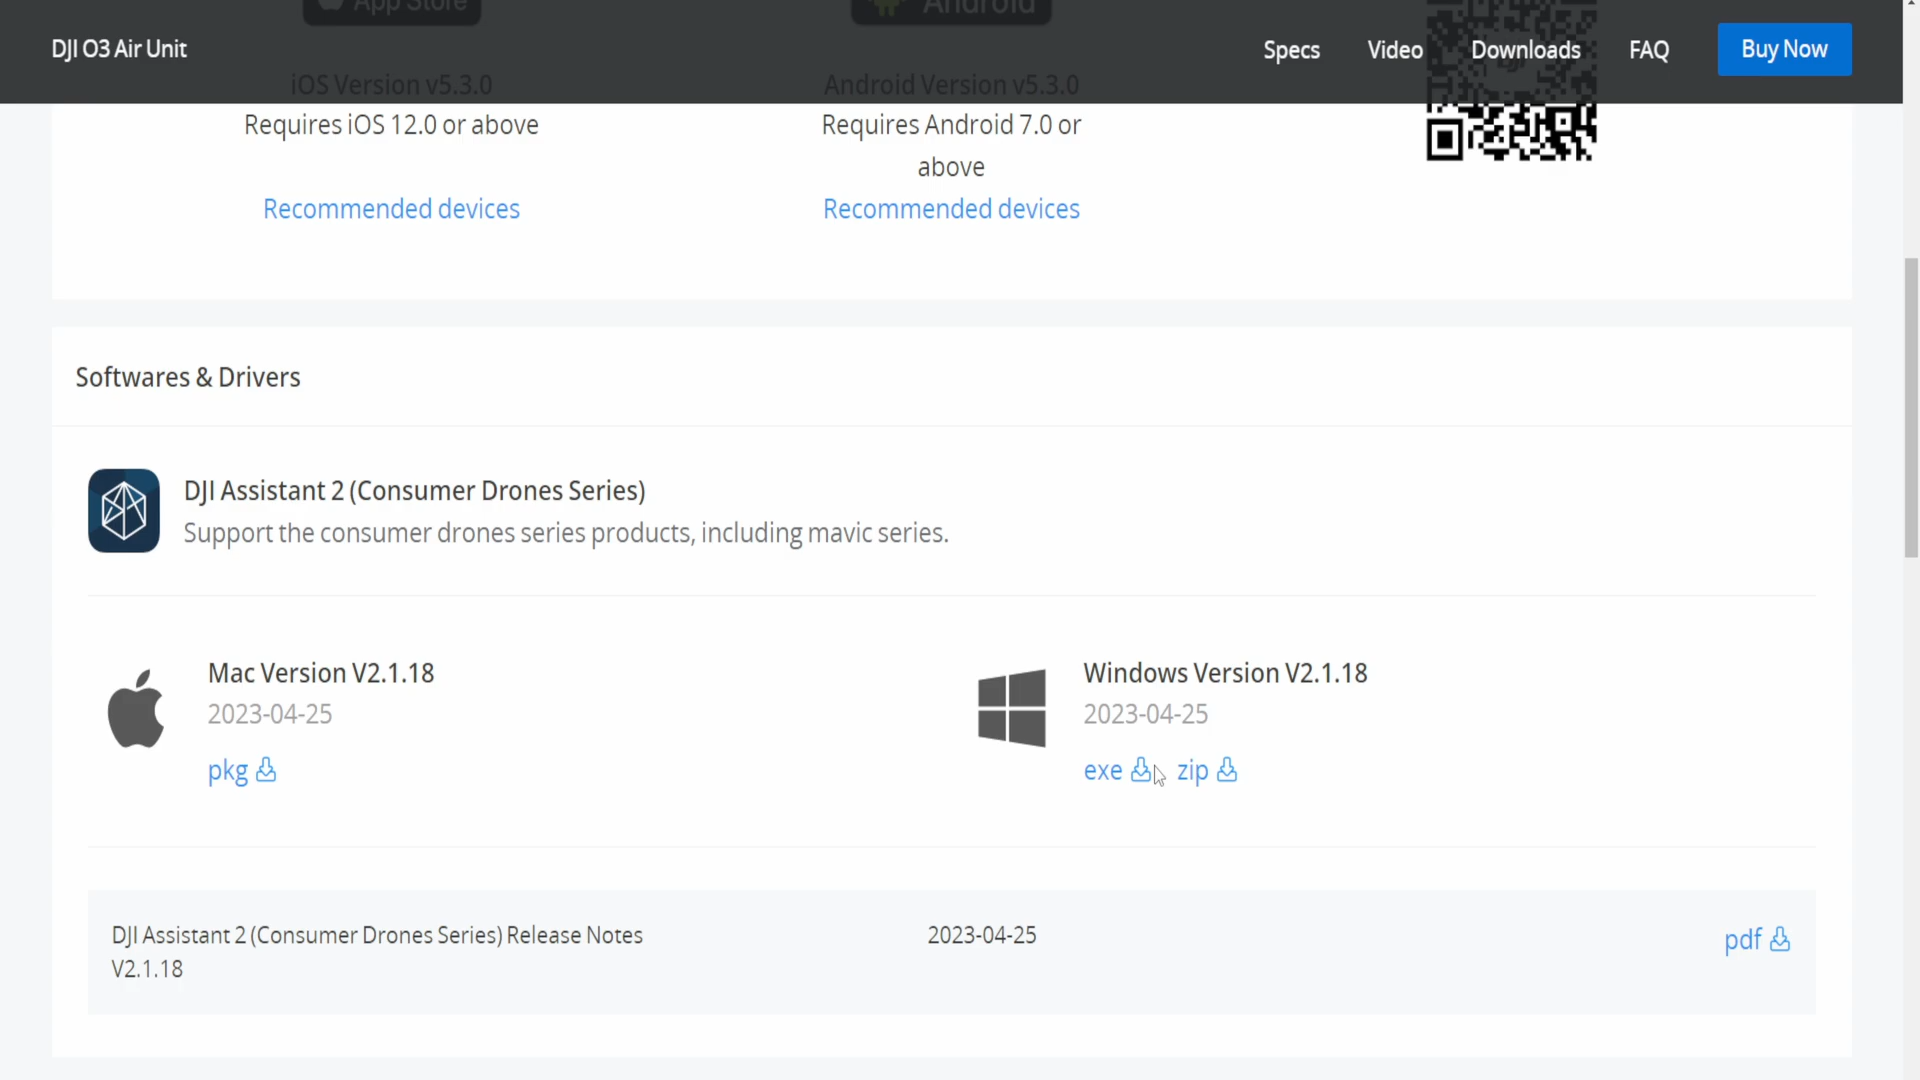 App Store
Android
DJI O3 Air Unit
Specs
Video
Downloads
FAQ
Buy Now
iOS Version v5.3.0
Android Version v5.3.0
Requires iOS 12.0 or above
Requires Android 7.0 or
above
Recommended devices
Recommended devices
Softwares & Drivers
DJI Assistant 2 (Consumer Drones Series)
Support the consumer drones series products, including mavic series.
Mac Version V2.1.18
2023-04-25
pkg
Windows Version V2.1.18
2023-04-25
exe
zip
DJI Assistant 2 (Consumer Drones Series) Release Notes
V2.1.18
2023-04-25
pdf